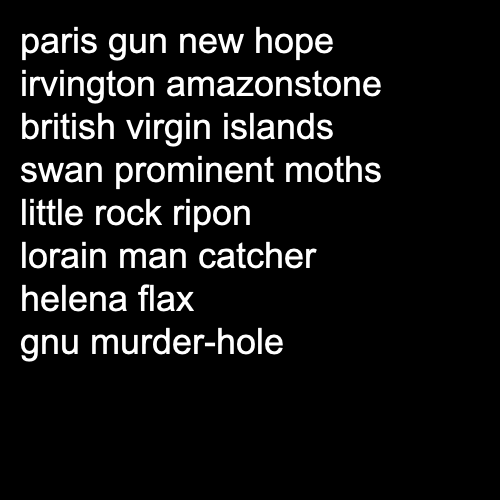 paris gun new hope
irvington amazonstone
british virgin islands
swan prominent moths
little rock ripon
lorain man catcher
helena flax
gnu murder-hole